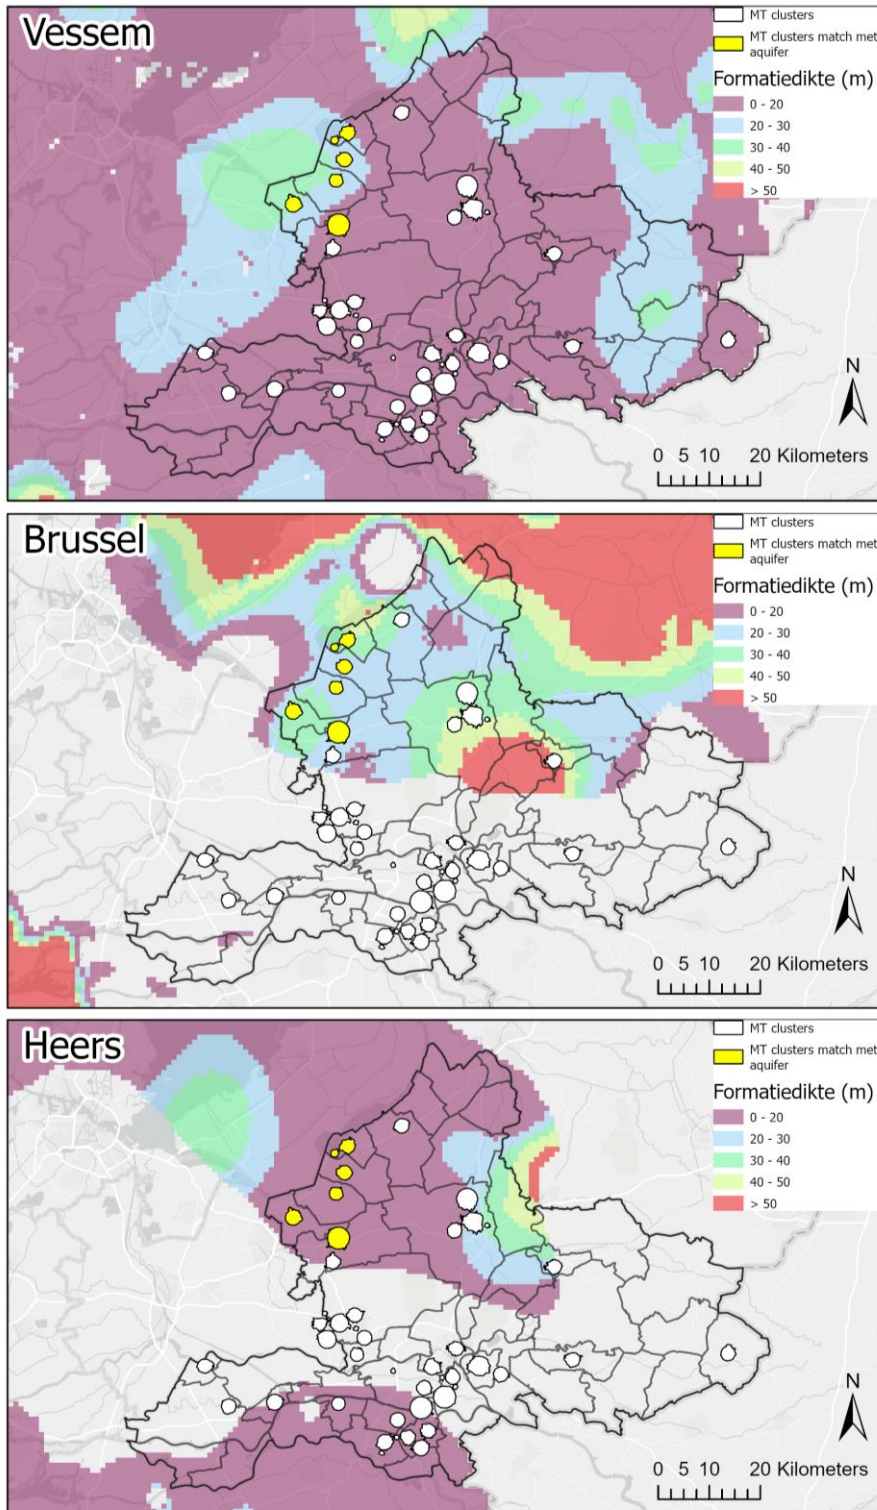 Vessem
MT clusters
MT clusters match met
aquifer
Formatiedikte (m)
0 - 20
20 - 30
30 - 40
40 - 50
> 50
N
0 5 10 20 Kilometers
Brussel
MT clusters
MT clusters match met
aquifer
Formatiedikte (m)
0 - 20
20 - 30
30 - 40
40 - 50
> 50
N
0 5 10 20 Kilometers
Heers
MT clusters
MT clusters match met
aquifer
Formatiedikte (m)
0 - 20
20 - 30
30 - 40
40 - 50
> 50
N
0 5 10 20 Kilometers